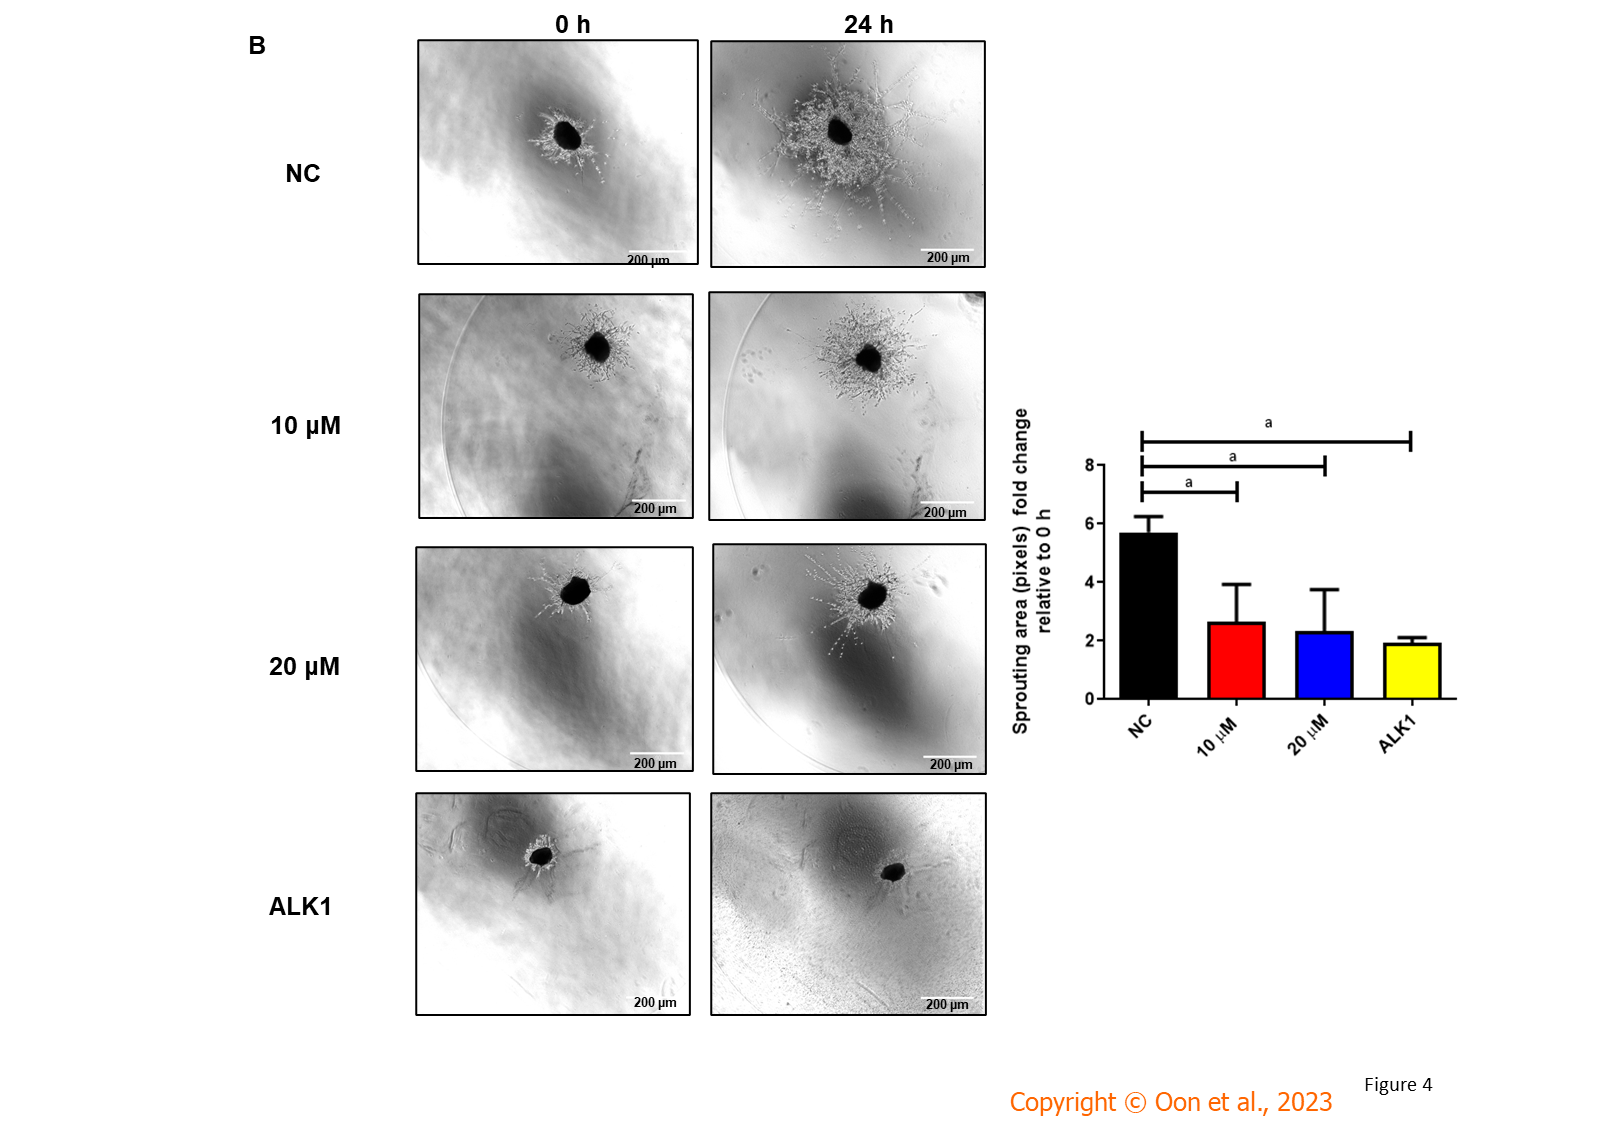 B
0 h
24 h
NC
200 µm
200 µm
10 µM
200 µm
200 µm
20 µM
200 µm
200 µm
ALK1
200 µm
200 µm
Sprouting area (pixels) fold change
relative to 0 h
a
a
a
8
6
4
2
0
NC
10 µM
20 µM
ALK1
Figure 4
Copyright © Oon et al., 2023